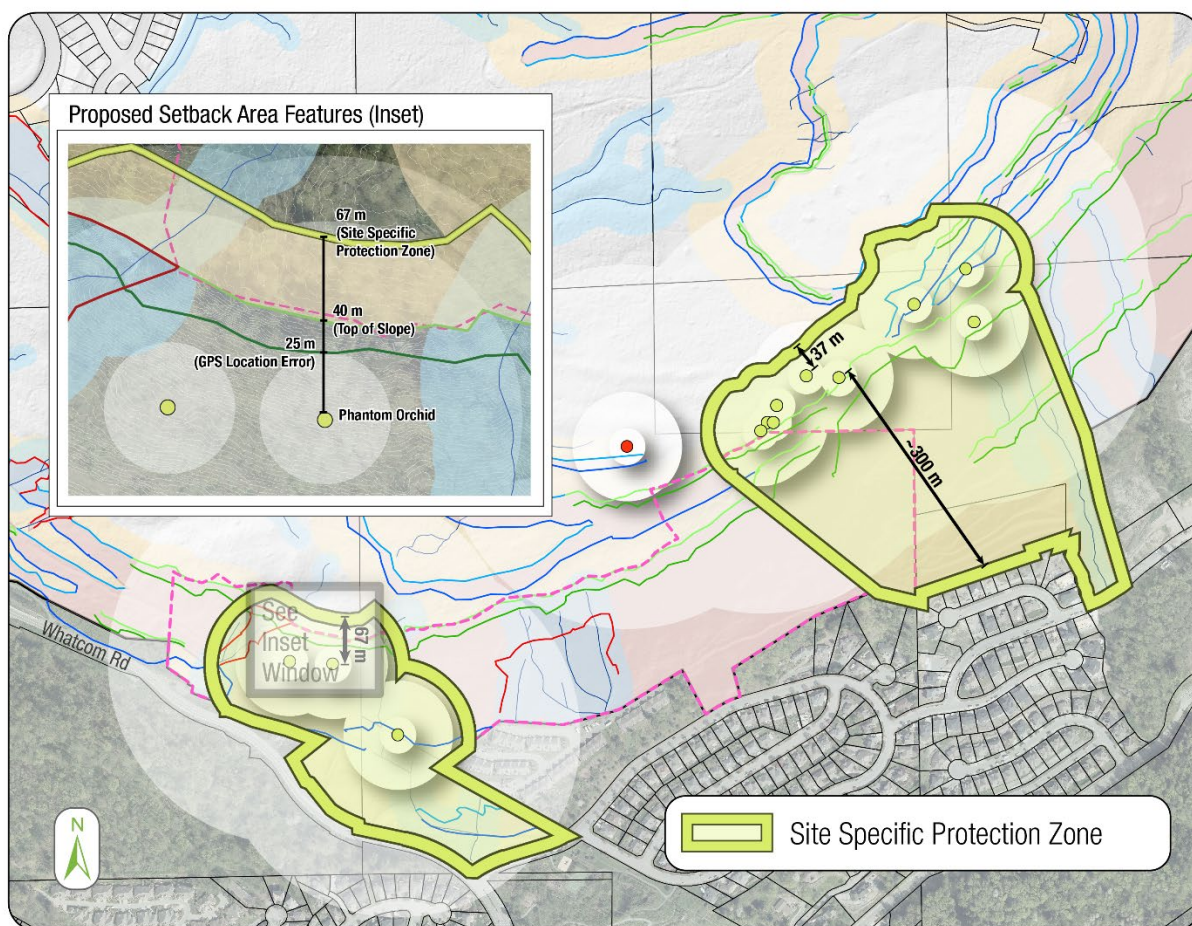 Proposed Setback Area Features (Inset)
67 m
(Site Specific
Protection Zone)
40 m
(Top of Slope)
25 m
(GPS Location Error)
Phantom Orchid
37 m
~300 m
Whatcom Rd
See
Inset
Window
67 m
N
Site Specific Protection Zone